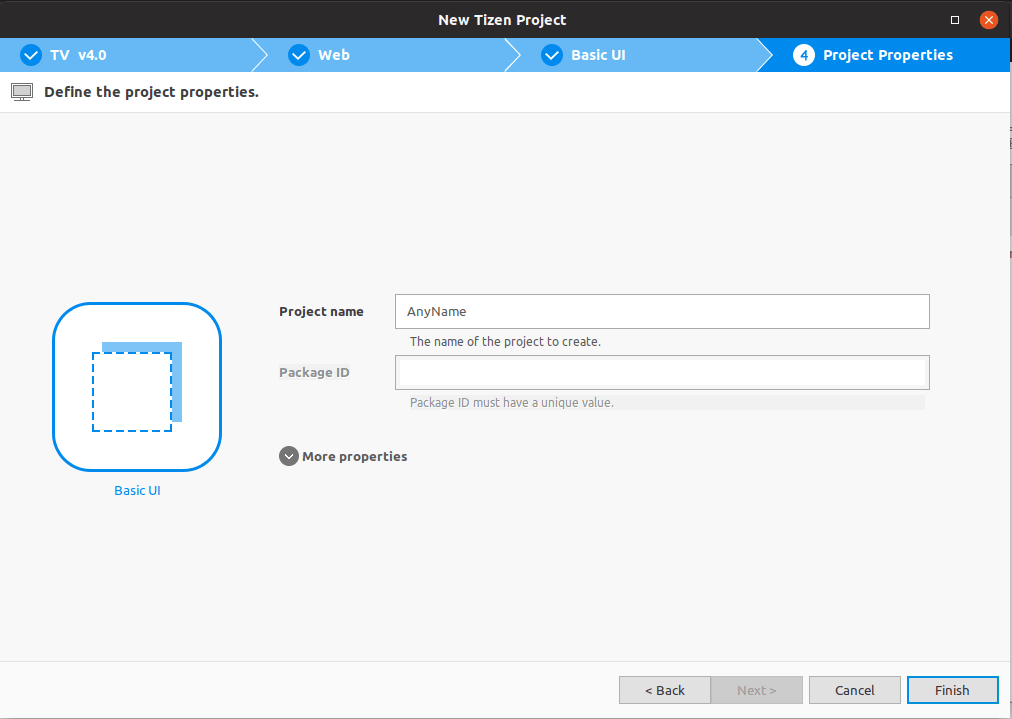 New Tizen Project
TV v4.0
Web
Basic UI
4 Project Properties
Define the project properties.
Project name
AnyName
The name of the project to create.
Package ID
Package ID must have a unique value.
More properties
Basic UI
< Back
Next >
Cancel
Finish